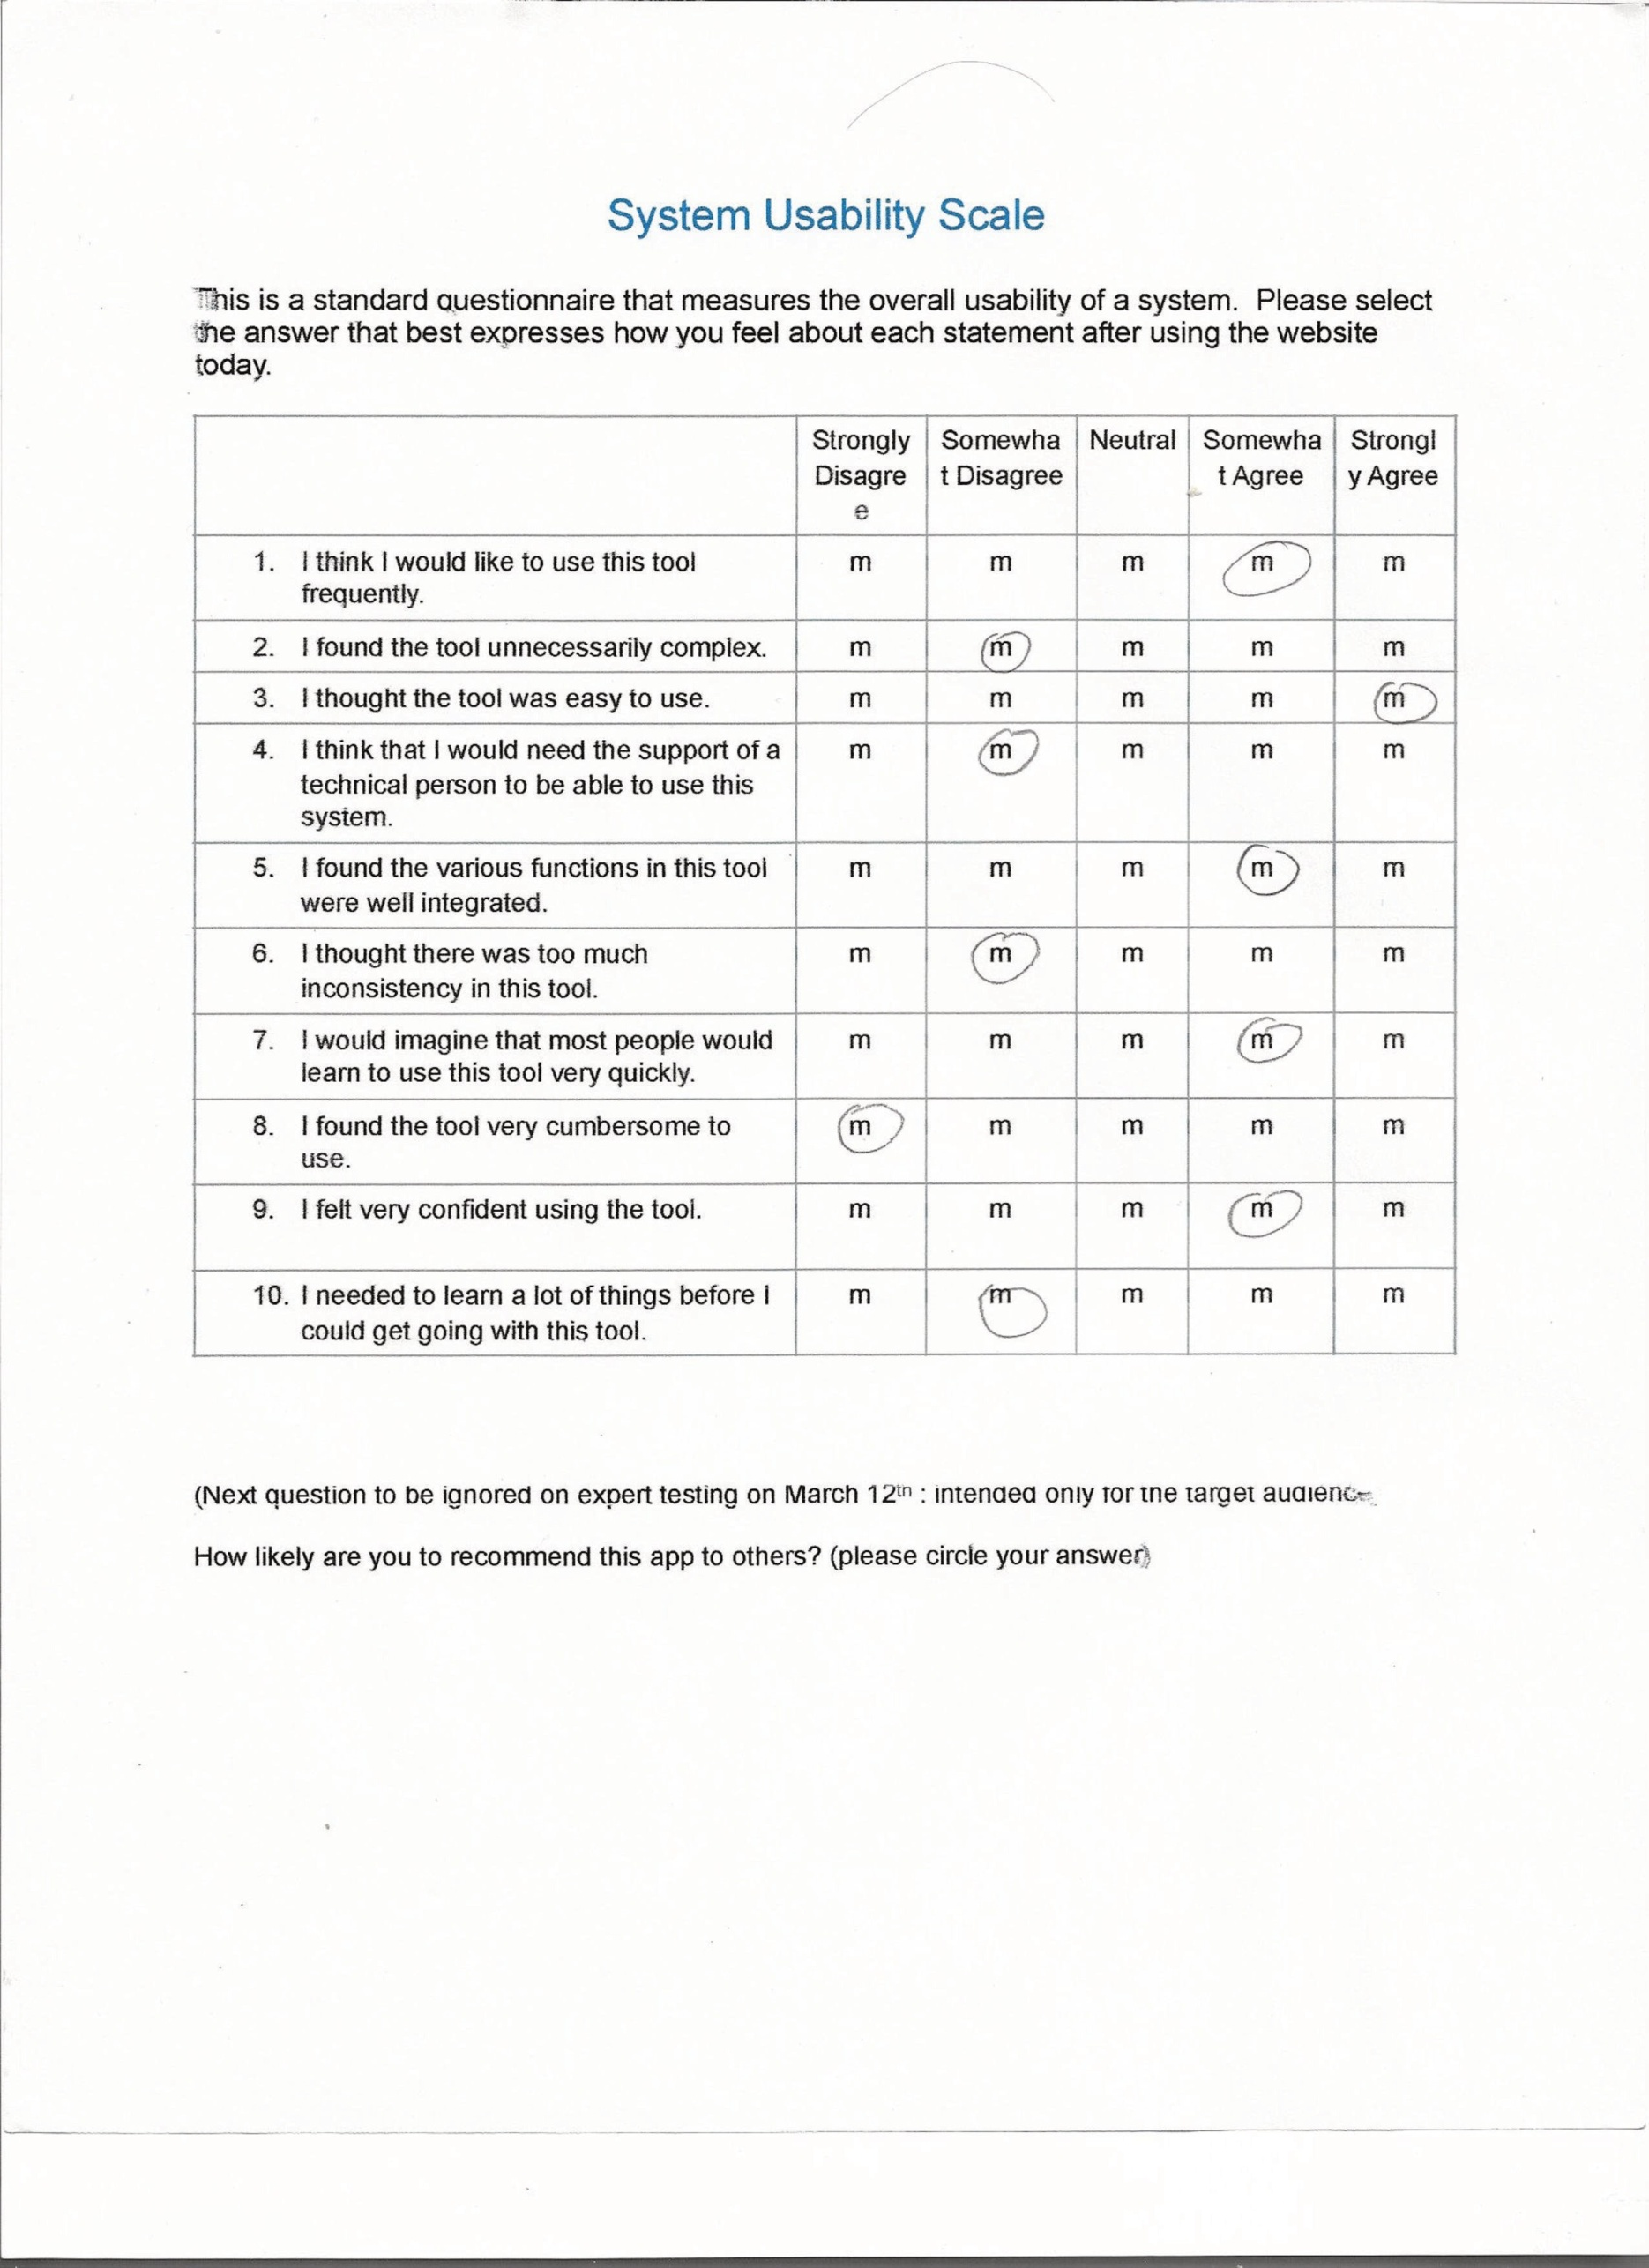 System Usability Scale
This is a standard questionnaire that measures the overall usability of a system. Please select
the answer that best expresses how you feel about each statement after using the website
today.
Strongly Somewha Neutral Somewha Strongl
Disagre t Disagree t Agree y Agree
e
1. I think I would like to use this tool m m m m m
frequently.
2. I found the tool unnecessarily complex. m m m m m
3. I thought the tool was easy to use. m m m m m
4. I think that I would need the support of a m m m m m
technical person to be able to use this
system.
5. I found the various functions in this tool m m m m m
were well integrated.
6. I thought there was too much m m m m m
inconsistency in this tool.
7. I would imagine that most people would m m m m m
learn to use this tool very quickly.
8. I found the tool very cumbersome to m m m m m
use.
9. I felt very confident using the tool. m m m m m
10. I needed to learn a lot of things before I m m m m m
could get going with this tool.
(Next question to be ignored on expert testing on March 12th : intended only for the target audience
How likely are you to recommend this app to others? (please circle your answer)